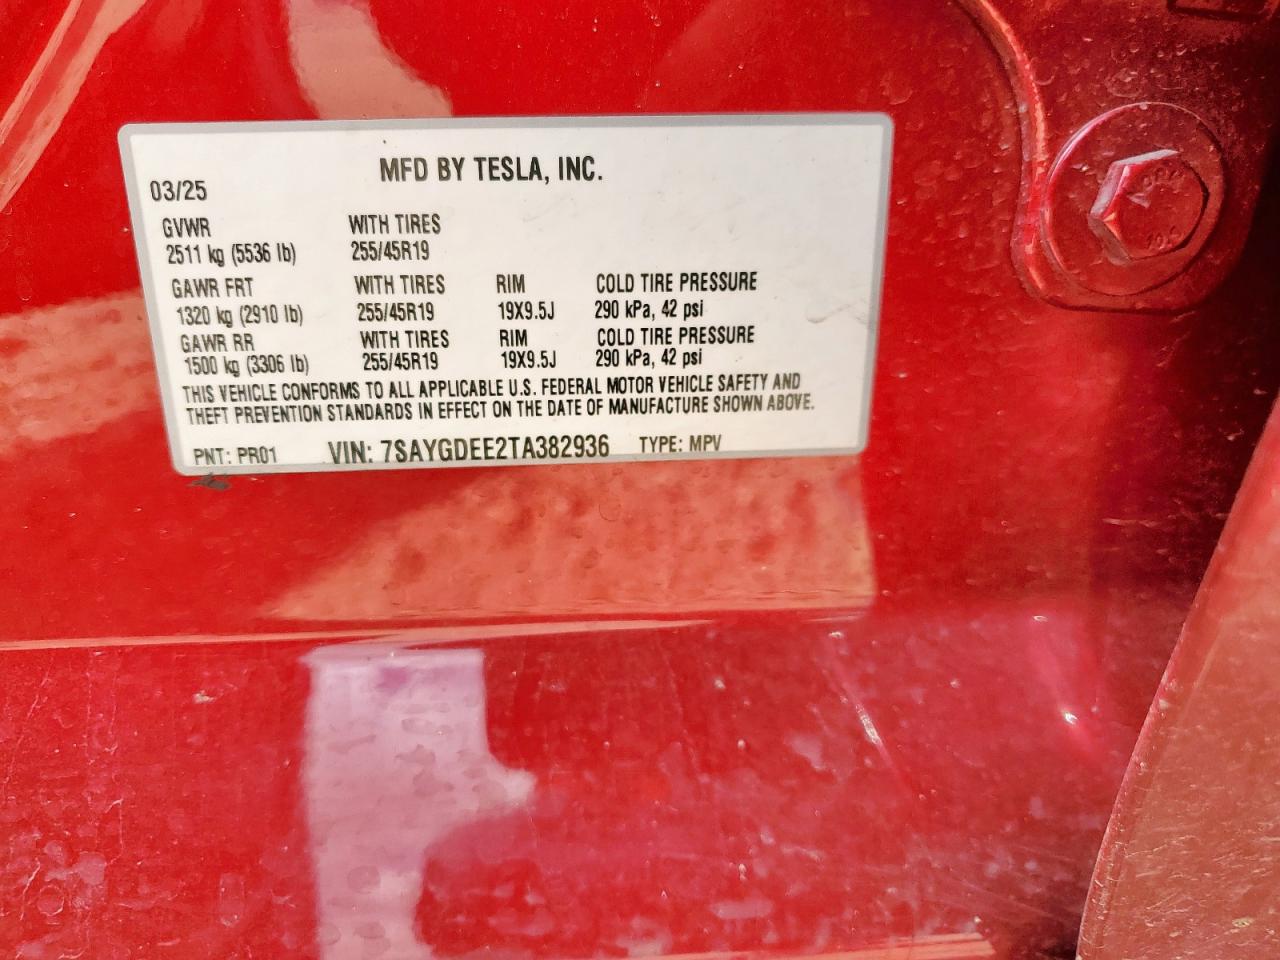 MFD BY TESLA, INC.
03/25
GVWR WITH TIRES
2511 kg (5536 lb) 255/45R19
GAWR FRT WITH TIRES RIM COLD TIRE PRESSURE
1320 kg (2910 lb) 255/45R19 19X9.5J 290 kPa, 42 psi
GAWR RR WITH TIRES RIM COLD TIRE PRESSURE
1500 kg (3306 lb) 255/45R19 19X9.5J 290 kPa, 42 psi
THIS VEHICLE CONFORMS TO ALL APPLICABLE U.S. FEDERAL MOTOR VEHICLE SAFETY AND
THEFT PREVENTION STANDARDS IN EFFECT ON THE DATE OF MANUFACTURE SHOWN ABOVE.
PNT: PR01 VIN: 7SAYGDEE2TA382936 TYPE: MPV